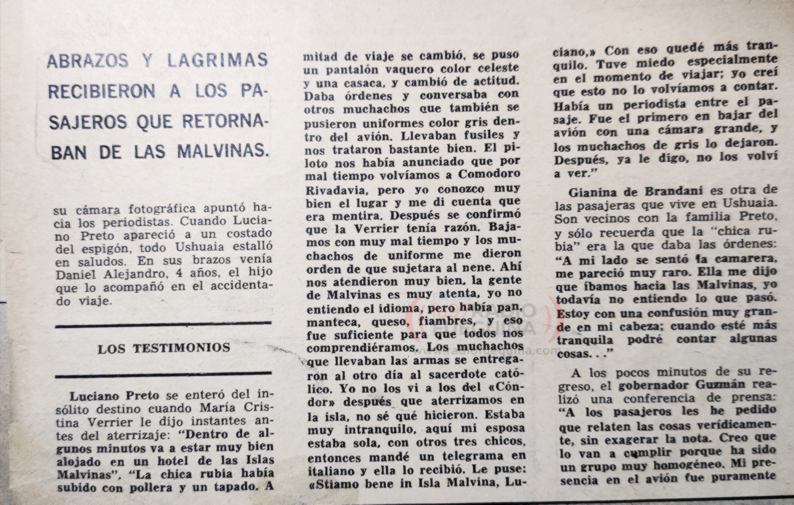 ABRAZOS Y LAGRIMAS
RECIBIERON A LOS PA-
SAJEROS QUE RETORNA-
BAN DE LAS MALVINAS.
su cámara fotográfica apuntó ha-
cia los periodistas. Cuando Lucia-
no Preto apareció a un costado
del espigón, todo Ushuaia estalló
en saludos. En sus brazos venía
Daniel Alejandro, 4 años, el hijo
que lo acompañó en el accidenta-
do viaje.
LOS TESTIMONIOS
Luciano Preto se enteró del in-
sólito destino cuando María Cris-
tina Verrier le dijo instantes an-
tes del aterrizaje: "Dentro de al-
gunos minutos va a estar muy bien
alojado en un hotel de las Islas
Malvinas". "La chica rubia había
subido con pollera y un tapado. A
mitad de viaje se cambió, se puso
un pantalón vaquero color celeste
y una casaca, y cambió de actitud.
Daba órdenes y conversaba con
otros muchachos que también se
pusieron uniformes color gris den-
tro del avión. Llevaban fusiles y
nos trataron bastante bien. El pi-
loto nos había anunciado que por
mal tiempo volvíamos a Comodoro
Rivadavia, pero yo conozco muy
bien el lugar y me di cuenta que
era mentira. Después se confirmó
que la Verrier tenía razón. Baja-
mos con muy mal tiempo y los mu-
chachos de uniforme me dieron
orden de que sujetara al nene. Ahí
nos atendieron muy bien, la gente
de Malvinas es muy atenta, yo no
entiendo el idioma, pero había pan,
manteca, queso, fiambres, y eso
fue suficiente para que todos nos
comprendiéramos. Los muchachos
que llevaban las armas se entrega-
ron al otro día al sacerdote cató-
lico. Yo no los vi a los del «Cón-
dor» después que aterrizamos en
la isla, no sé qué hicieron. Estaba
muy intranquilo, aquí mi esposa
estaba sola, con otros tres chicos,
entonces mandé un telegrama en
italiano y ella lo recibió. Le puse:
«Stiamo bene in Isla Malvina, Lu-
ciano,» Con eso quedé más tran-
quilo. Tuve miedo especialmente
en el momento de viajar; yo creí
que esto no lo volvíamos a contar.
Había un periodista entre el pa-
saje. Fue el primero en bajar del
avión con una cámara grande, y
los muchachos de gris lo dejaron.
Después, ya le digo, no los volví
a ver."
Gianina de Brandani es otra de
las pasajeras que vive en Ushuaia.
Son vecinos con la familia Preto,
y sólo recuerda que la "chica ru-
bia" era la que daba las órdenes:
"A mi lado se sentó la camarera,
me pareció muy raro. Ella me dijo
que íbamos hacia las Malvinas, yo
todavía no entiendo lo que pasó.
Estoy con una confusión muy gran-
de en mi cabeza; cuando esté más
tranquila podré contar algunas
cosas..."
A los pocos minutos de su re-
greso, el gobernador Guzmán rea-
lizó una conferencia de prensa:
"A los pasajeros les he pedido
que relaten las cosas verídicamen-
te, sin exagerar la nota. Creo que
lo van a cumplir porque ha sido
un grupo muy homogéneo. Mi pre-
sencia en el avión fue puramente